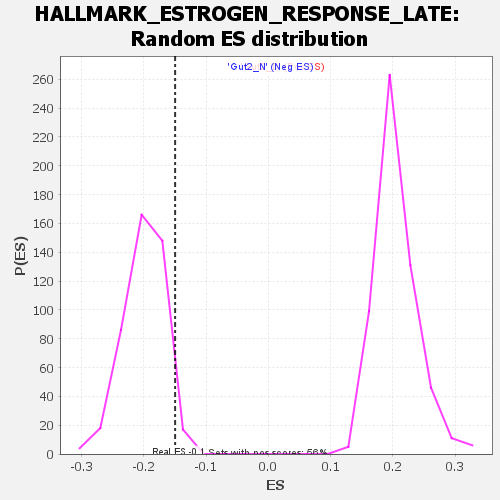 HALLMARK_ESTROGEN_RESPONSE_LATE:
Random ES distribution
'Gut2_N' (Neg ES)S)
260
240
220
200
180
160
140
120
100
80
60
40
20
0
P(ES)
Real ES -0.1 Sets with pos scores: 56%
-0.3 -0.2 -0.1 0.0 0.1 0.2 0.3
ES